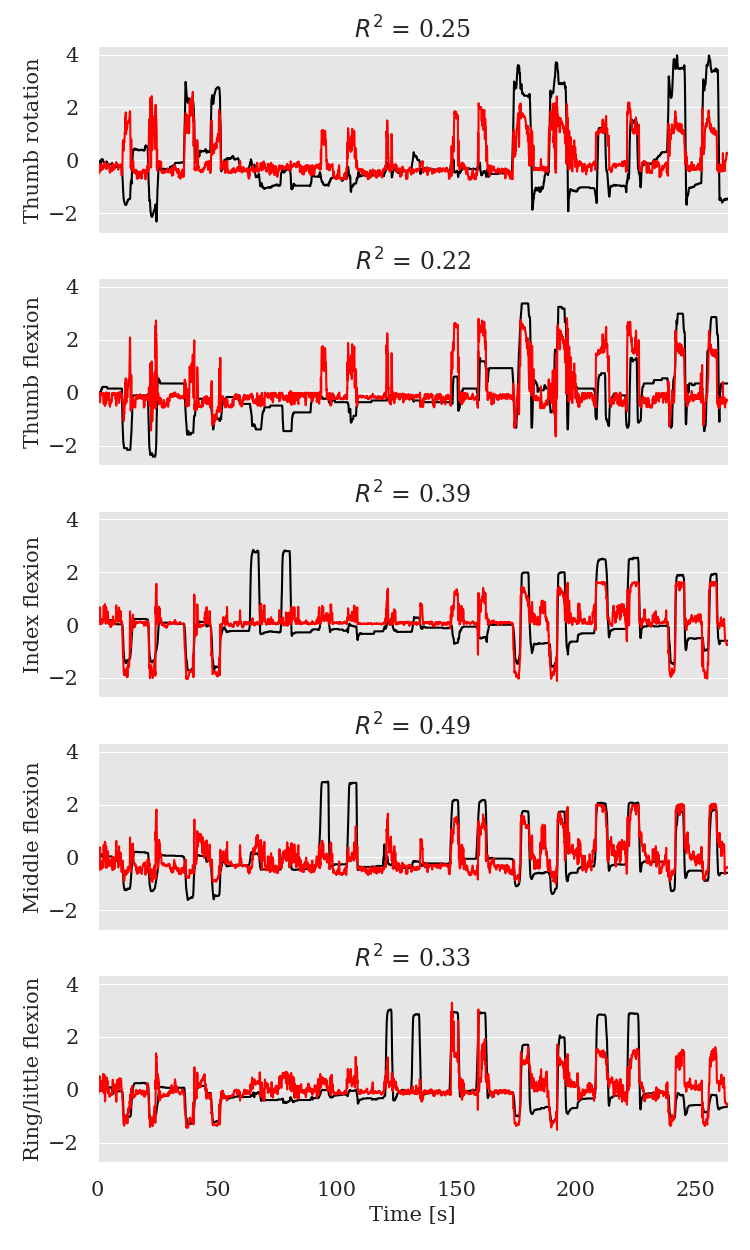 R² = 0.25
Thumb rotation
4
2
0
−2
R² = 0.22
Thumb flexion
4
2
0
−2
R² = 0.39
Index flexion
4
2
0
−2
R² = 0.49
Middle flexion
4
2
0
−2
R² = 0.33
Ring/little flexion
4
2
0
−2
0 50 100 150 200 250
Time [s]